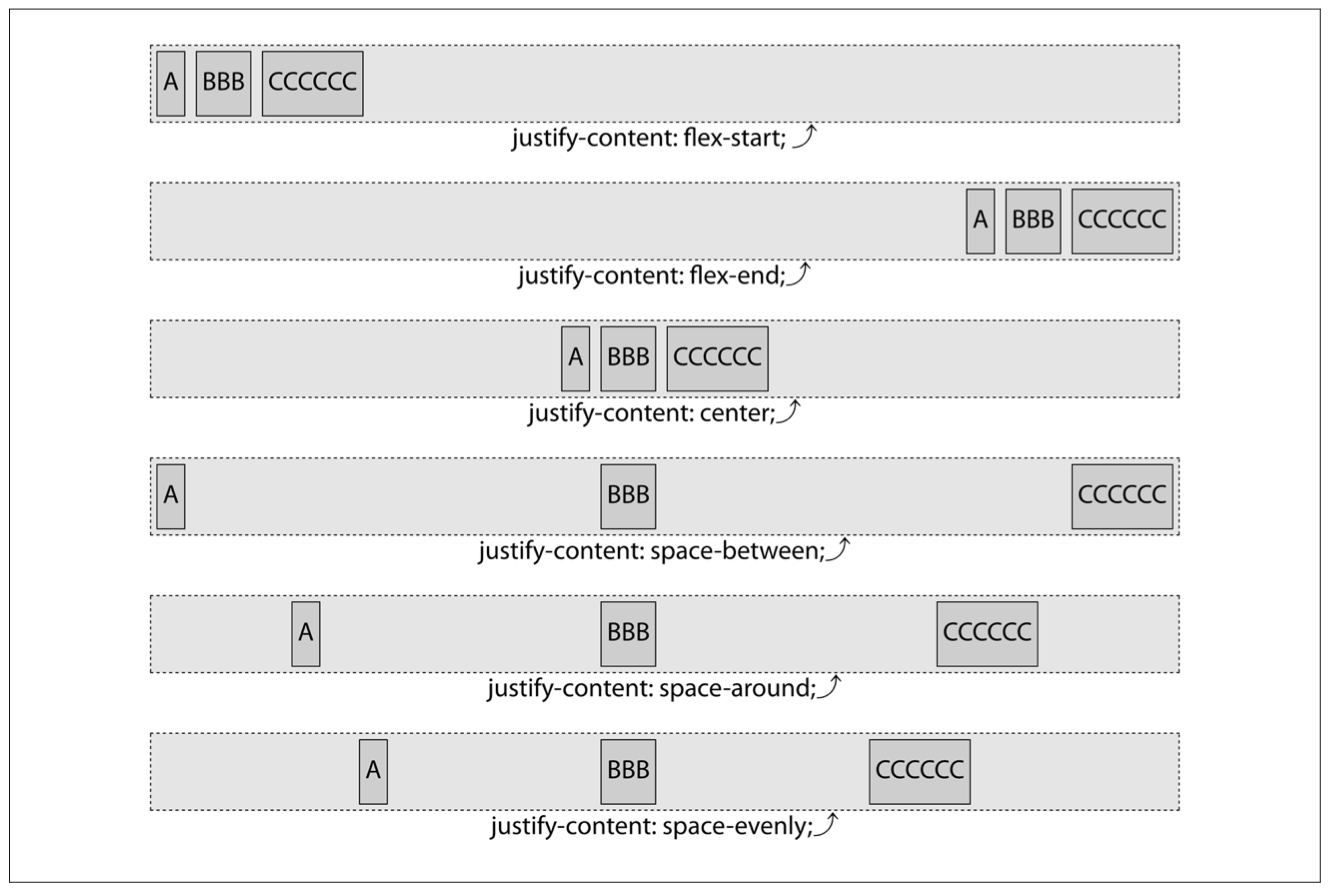 A BBB CCCCCC
justify-content: flex-start;
A BBB CCCCCC
justify-content: flex-end;
A BBB CCCCCC
justify-content: center;
A BBB CCCCCC
justify-content: space-between;
A BBB CCCCCC
justify-content: space-around;
A BBB CCCCCC
justify-content: space-evenly;